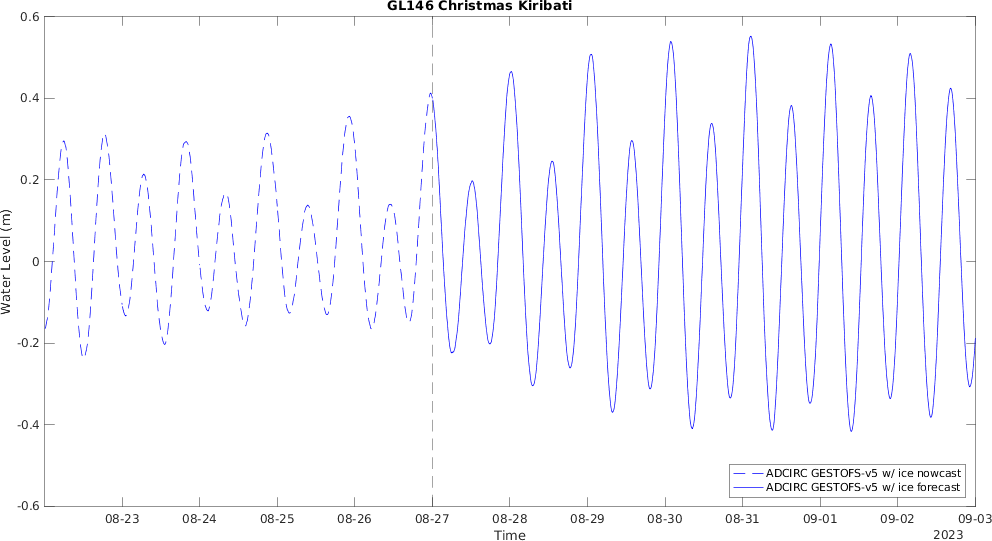 GL146 Christmas Kiribati
0.6
0.4
0.2
0
-0.2
-0.4
-0.6
Water Level (m)
ADCIRC GESTOFS-v5 w/ ice nowcast
ADCIRC GESTOFS-v5 w/ ice forecast
08-23 08-24 08-25 08-26 08-27 08-28 08-29 08-30 08-31 09-01 09-02 09-03
Time
2023